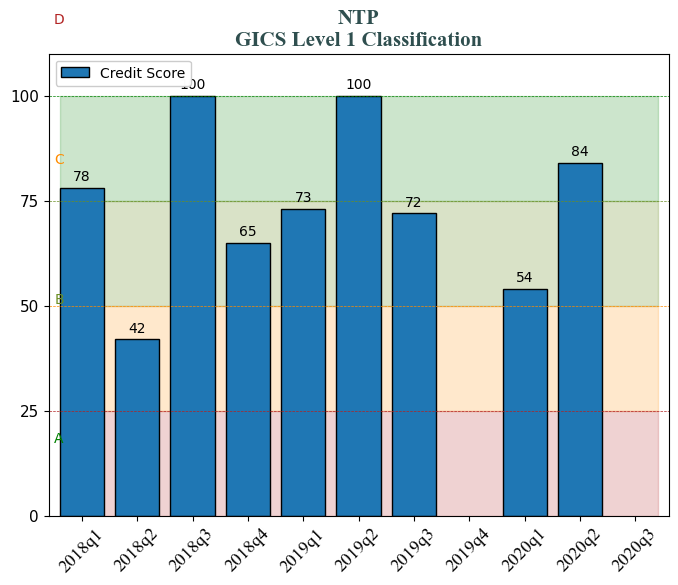 D
NTP
GICS Level 1 Classification
Credit Score
100
100
100
C
84
78
75
73
72
65
54
B
50
42
A
25
0
2018q1
2018q2
2018q3
2018q4
2019q1
2019q2
2019q3
2019q4
2020q1
2020q2
2020q3